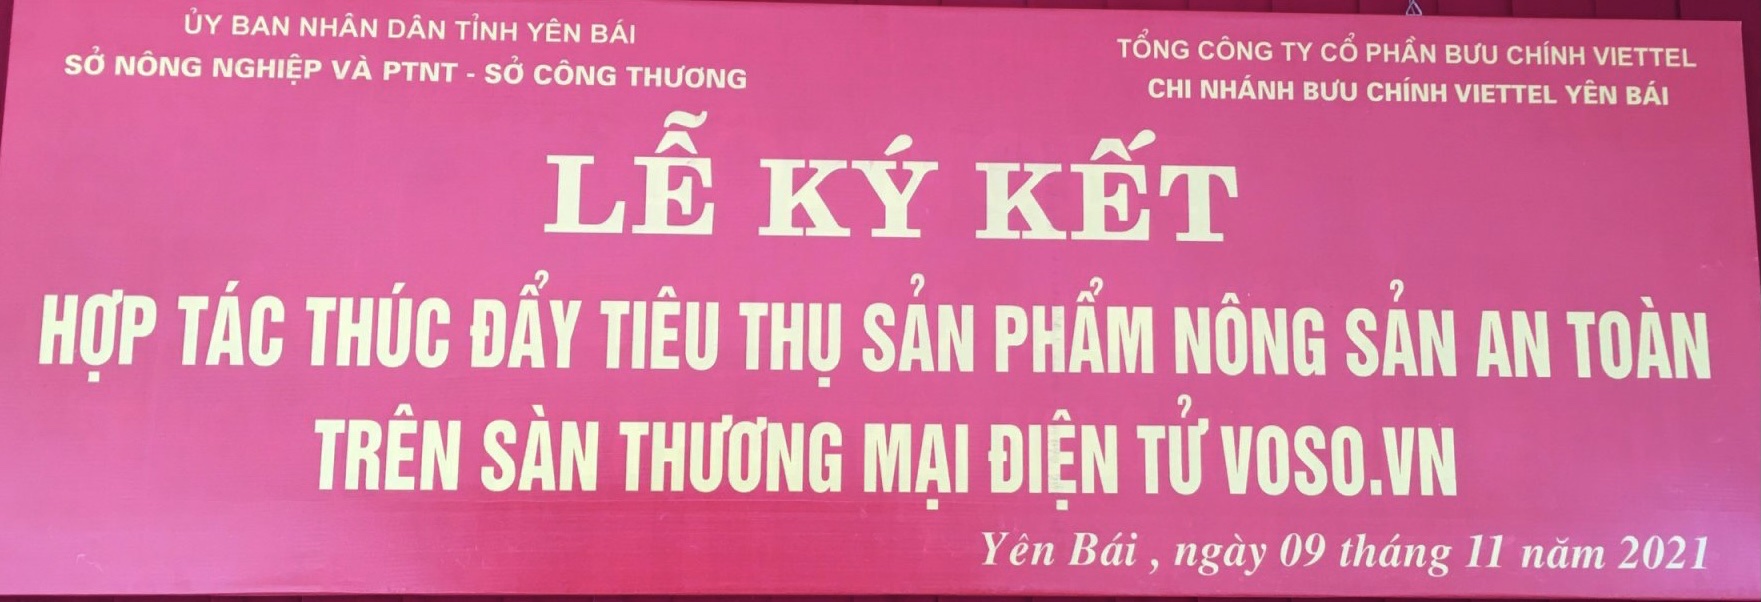 ỦY BAN NHÂN DÂN TỈNH YÊN BÁI
SỞ NÔNG NGHIỆP VÀ PTNT - SỞ CÔNG THƯƠNG
TỔNG CÔNG TY CỔ PHẦN BƯU CHÍNH VIETTEL
CHI NHÁNH BƯU CHÍNH VIETTEL YÊN BÁI
LỄ KÝ KẾT
HỢP TÁC THÚC ĐẨY TIÊU THỤ SẢN PHẨM NÔNG SẢN AN TOÀN
TRÊN SÀN THƯƠNG MẠI ĐIỆN TỬ VOSO.VN
Yên Bái , ngày 09 tháng 11 năm 2021